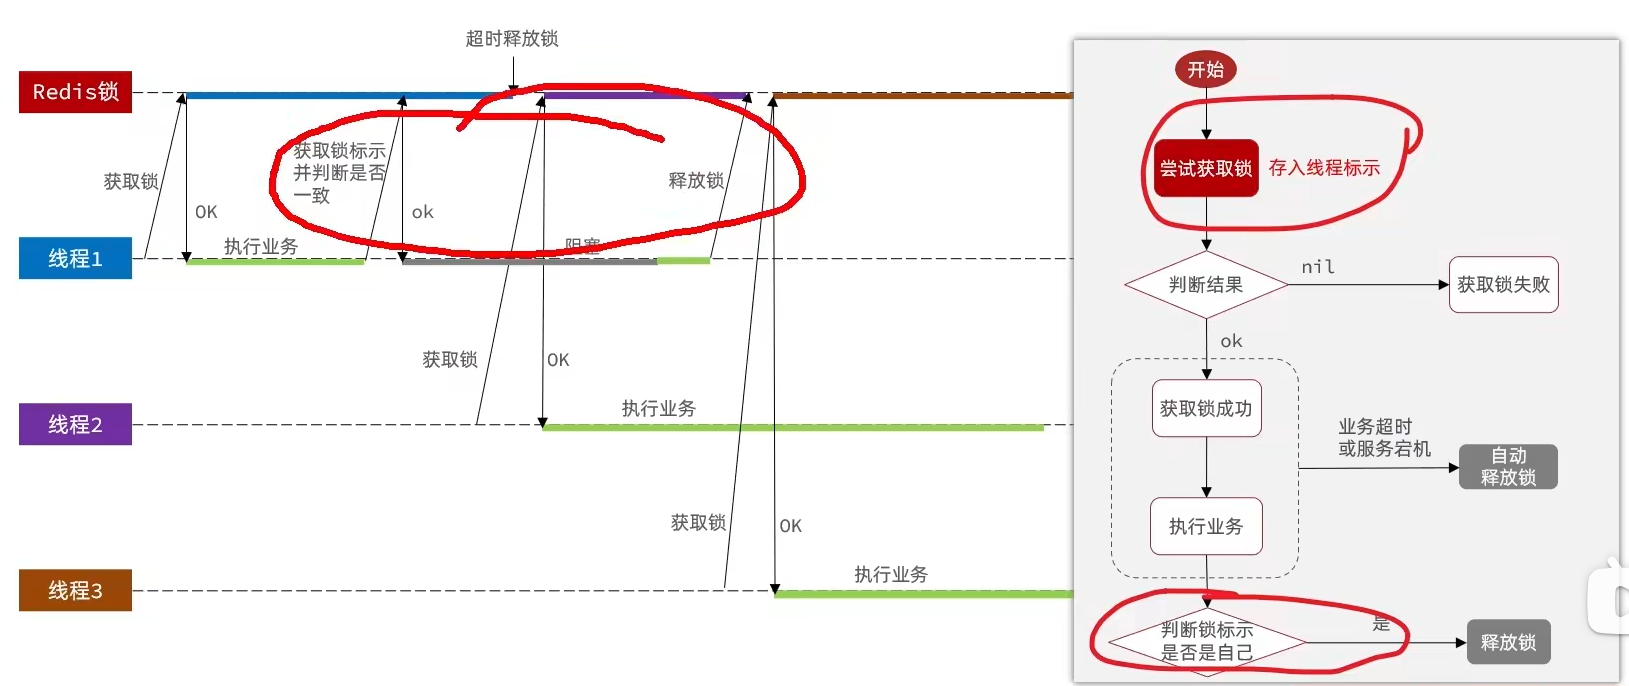 超时释放锁
Redis锁
获取锁
OK
获取锁标示
并判断是否
一致
ok
释放锁
线程1
执行业务
阻塞
获取锁
OK
线程2
执行业务
获取锁
OK
线程3
执行业务
开始
尝试获取锁
存入线程标示
判断结果
nil
获取锁失败
ok
获取锁成功
执行业务
业务超时
或服务宕机
自动
释放锁
判断锁标示
是否是自己
是
释放锁